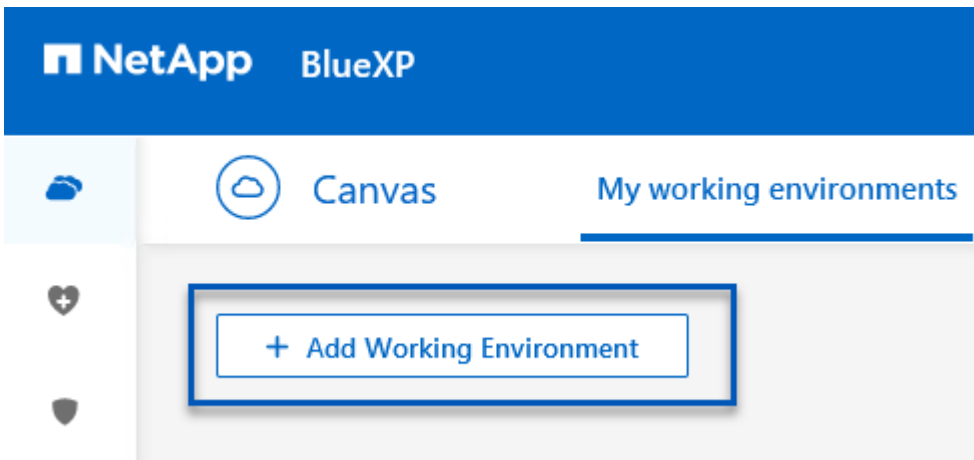 NetApp BlueXP
Canvas My working environments
+ Add Working Environment